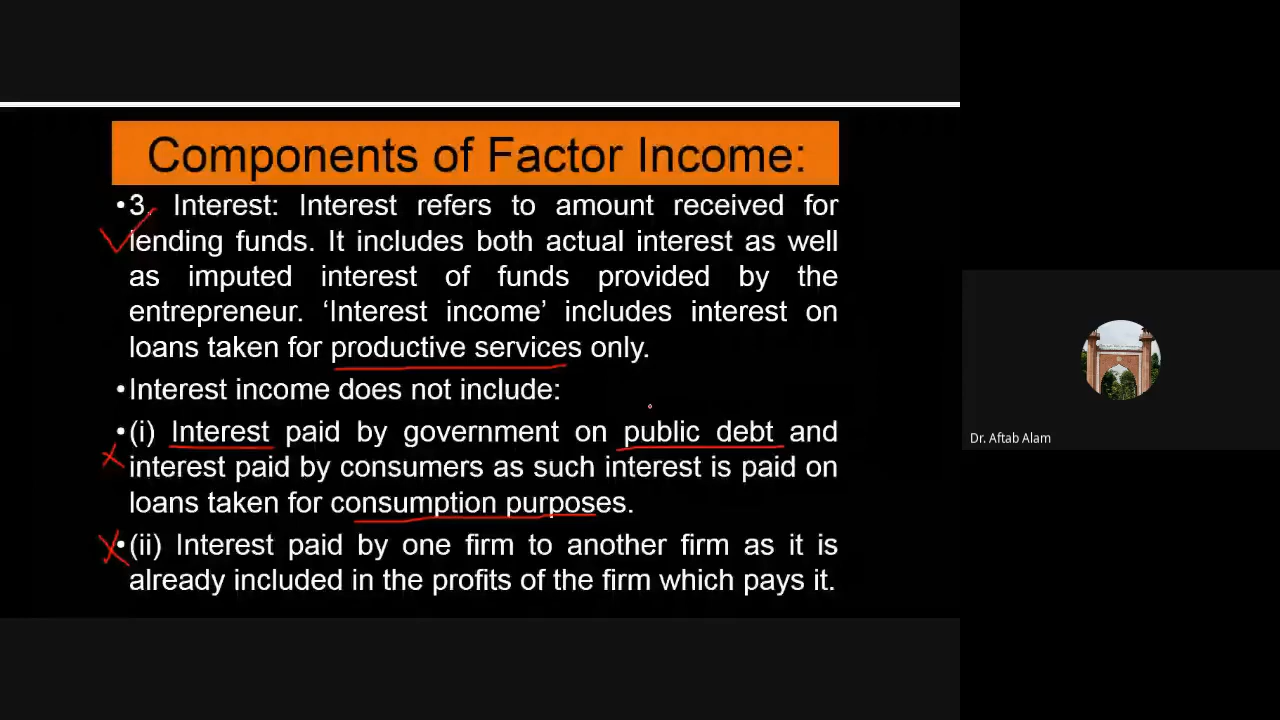 Components of Factor Income:
•3. Interest: Interest refers to amount received for
lending funds. It includes both actual interest as well
as imputed interest of funds provided by the
entrepreneur. ‘Interest income’ includes interest on
loans taken for productive services only.
•Interest income does not include:
•(i) Interest paid by government on public debt and
interest paid by consumers as such interest is paid on
loans taken for consumption purposes.
•(ii) Interest paid by one firm to another firm as it is
already included in the profits of the firm which pays it.
Dr. Aftab Alam